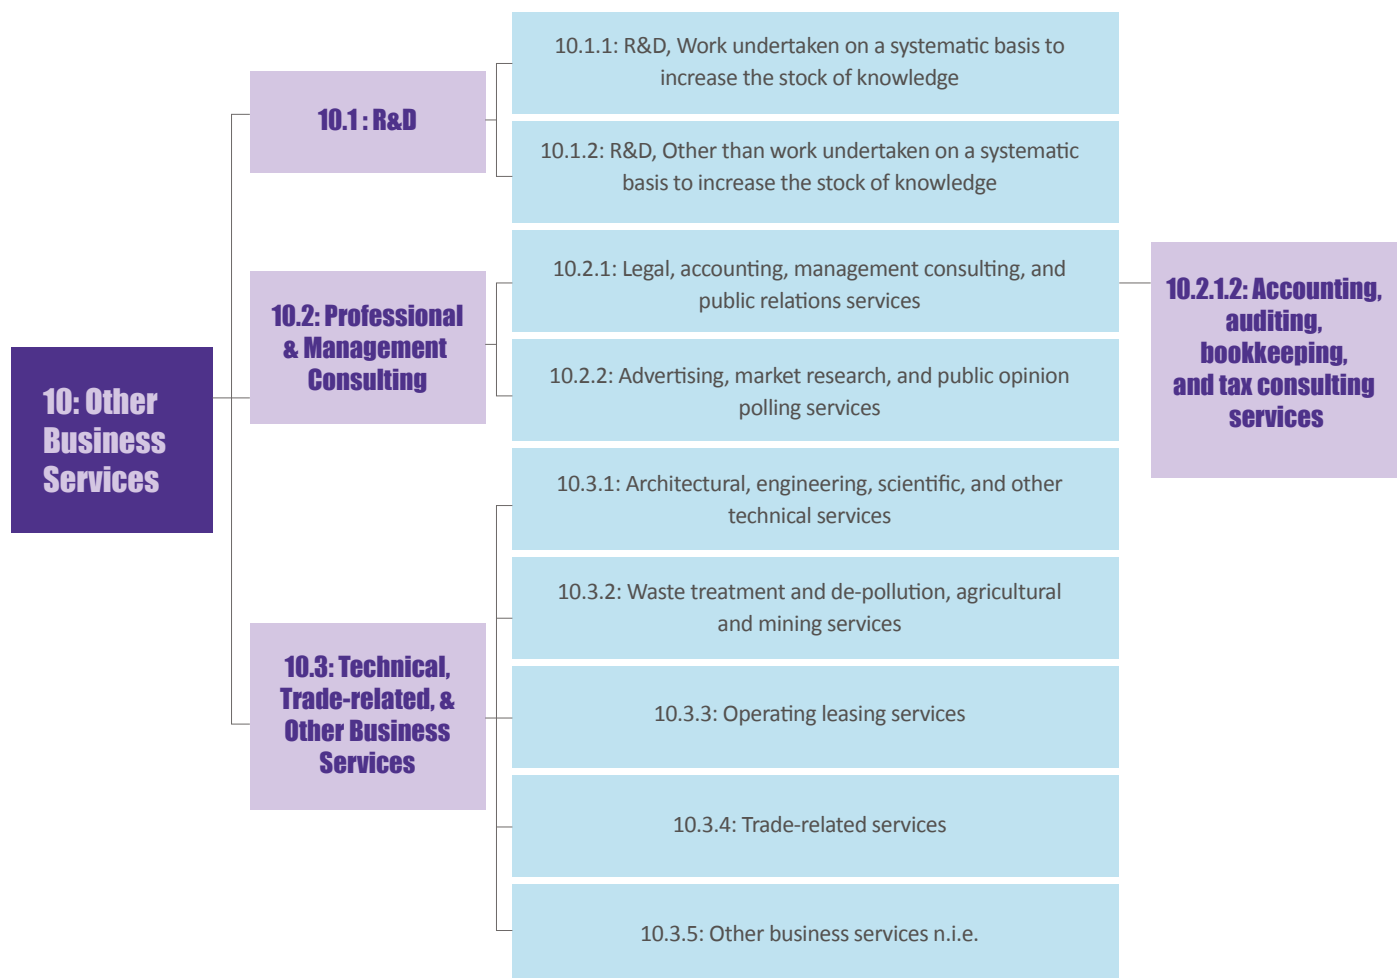 10: Other
Business
Services
10.1 : R&D
10.1.1: R&D, Work undertaken on a systematic basis to
increase the stock of knowledge
10.1.2: R&D, Other than work undertaken on a systematic
basis to increase the stock of knowledge
10.2: Professional
& Management
Consulting
10.2.1: Legal, accounting, management consulting, and
public relations services
10.2.1.2: Accounting,
auditing,
bookkeeping,
and tax consulting
services
10.2.2: Advertising, market research, and public opinion
polling services
10.3: Technical,
Trade-related, &
Other Business
Services
10.3.1: Architectural, engineering, scientific, and other
technical services
10.3.2: Waste treatment and de-pollution, agricultural
and mining services
10.3.3: Operating leasing services
10.3.4: Trade-related services
10.3.5: Other business services n.i.e.